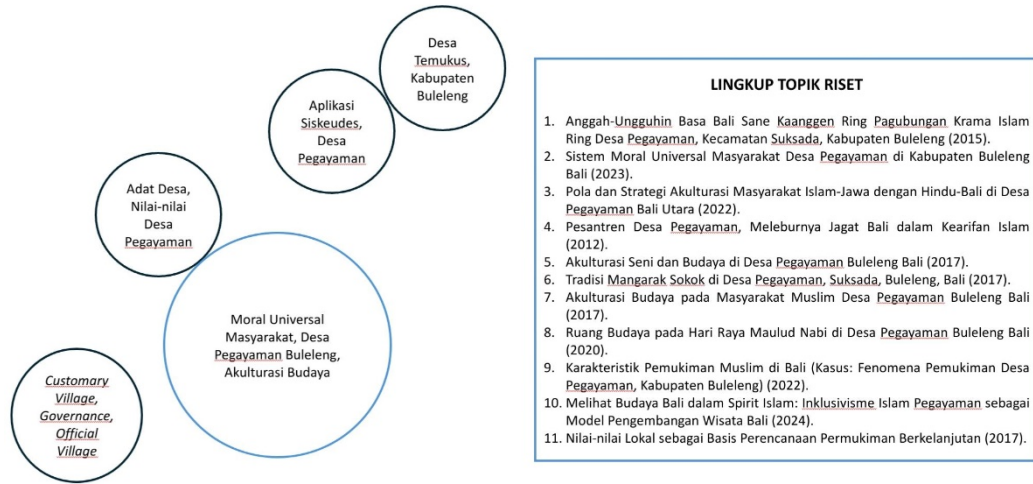 Desa
Temukus,
Kabupaten
Buleleng
Aplikasi
Siskeudes,
Desa
Pegayaman
Adat Desa,
Nilai-nilai
Desa
Pegayaman
Moral Universal
Masyarakat, Desa
Pegayaman Buleleng,
Akulturasi Budaya
Customary
Village,
Governance,
Official
Village
LINGKUP TOPIK RISET
1. Anggah-Ungguhin Basa Bali Sane Kaanggen Ring Pagubungan Krama Islam
Ring Desa Pegayaman, Kecamatan Suksada, Kabupaten Buleleng (2015).
2. Sistem Moral Universal Masyarakat Desa Pegayaman di Kabupaten Buleleng
Bali (2023).
3. Pola dan Strategi Akulturasi Masyarakat Islam-Jawa dengan Hindu-Bali di Desa
Pegayaman Bali Utara (2022).
4. Pesantren Desa Pegayaman, Meleburnya Jagat Bali dalam Kearifan Islam
(2012).
5. Akulturasi Seni dan Budaya di Desa Pegayaman Buleleng Bali (2017).
6. Tradisi Mangarak Sokok di Desa Pegayaman, Suksada, Buleleng, Bali (2017).
7. Akulturasi Budaya pada Masyarakat Muslim Desa Pegayaman Buleleng Bali
(2017).
8. Ruang Budaya pada Hari Raya Maulud Nabi di Desa Pegayaman Buleleng Bali
(2020).
9. Karakteristik Pemukiman Muslim di Bali (Kasus: Fenomena Pemukiman Desa
Pegayaman, Kabupaten Buleleng) (2022).
10. Melihat Budaya Bali dalam Spirit Islam: Inklusivisme Islam Pegayaman sebagai
Model Pengembangan Wisata Bali (2024).
11. Nilai-nilai Lokal sebagai Basis Perencanaan Permukiman Berkelanjutan (2017).